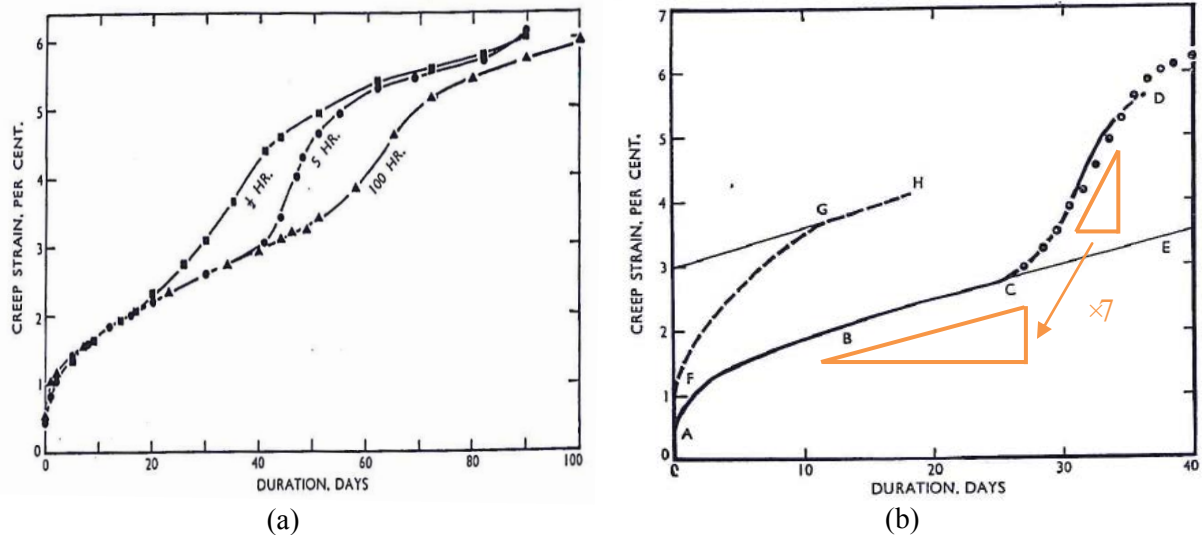 6
5
4
3
2
1
0
CREEP STRAIN, PER CENT.
½ HR.
5 HR.
100 HR.
0
20
40
60
80
100
DURATION, DAYS
(a)
7
6
5
4
3
2
1
0
CREEP STRAIN, PER CENT.
H
G
F
A
B
C
D
E
×7
0
10
20
30
40
DURATION, DAYS
(b)